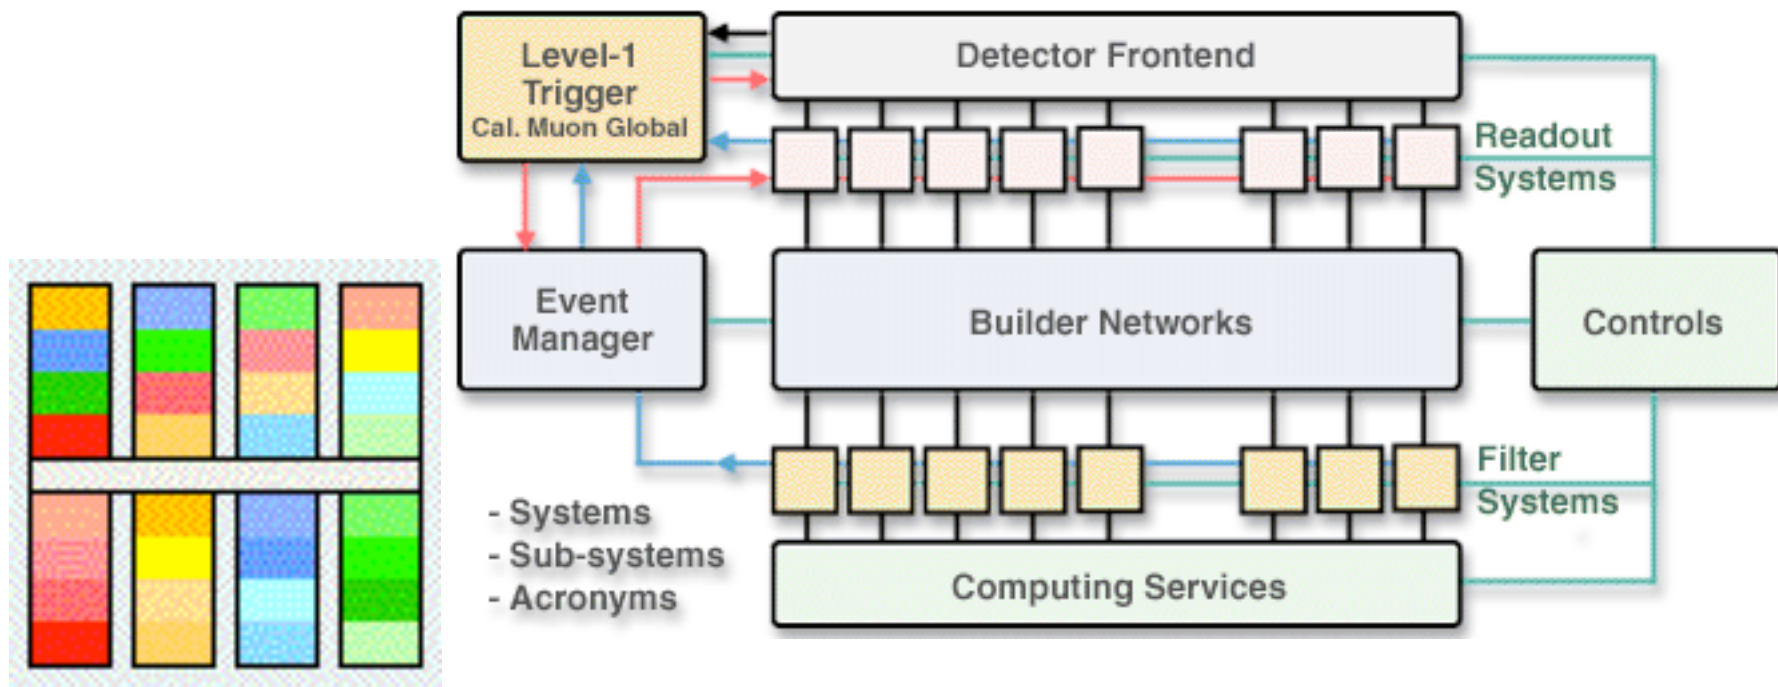 Level-1
Trigger
Cal. Muon Global
Detector Frontend
Readout
Systems
Event
Manager
Builder Networks
Controls
Filter
Systems
- Systems
- Sub-systems
- Acronyms
Computing Services